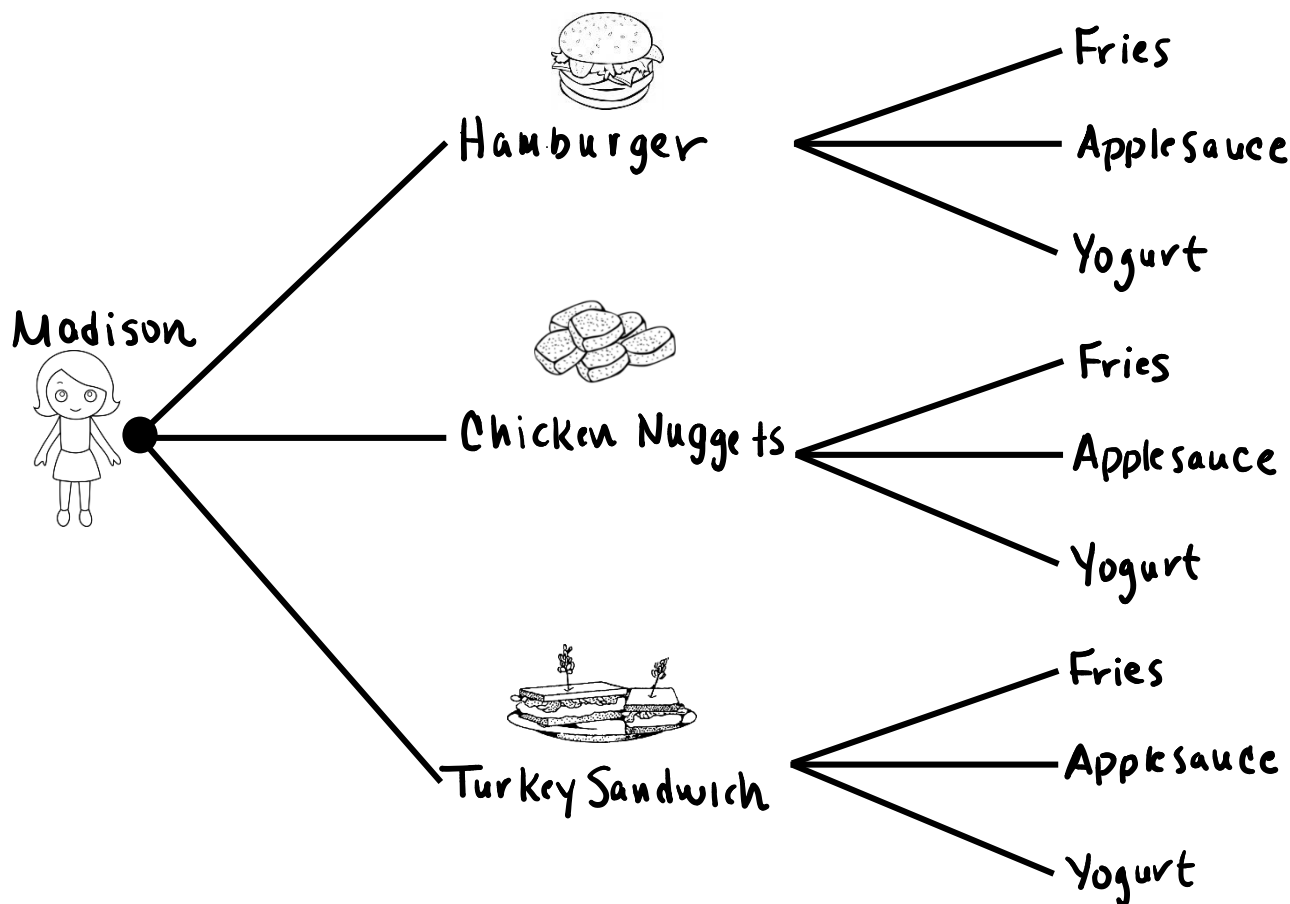 Madison
Hamburger
Fries
Applesauce
Yogurt
Chicken Nuggets
Fries
Applesauce
Yogurt
Turkey Sandwich
Fries
Applesauce
Yogurt